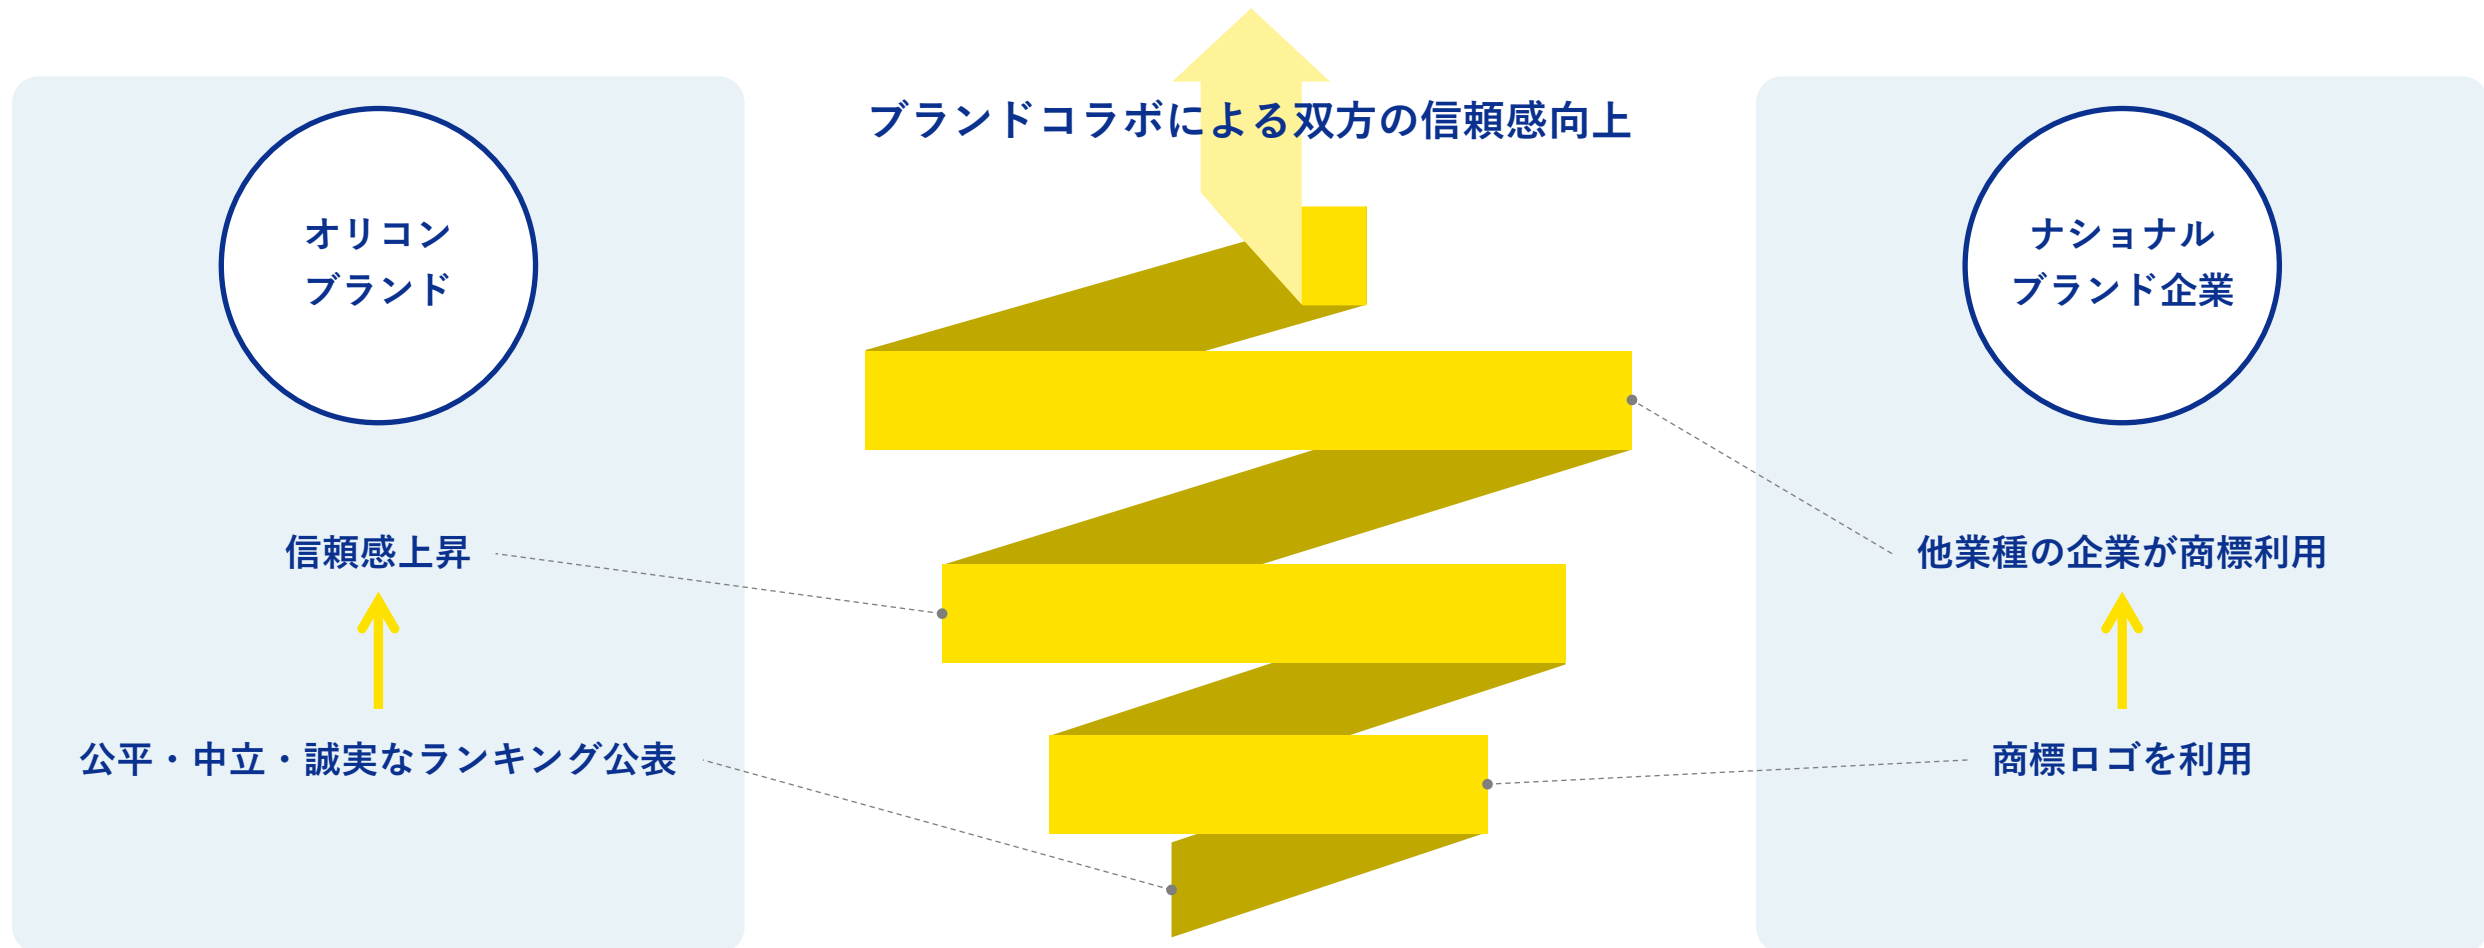 ブランドコラボによる双方の信頼感向上
オリコン
ブランド
信頼感上昇
公平・中立・誠実なランキング公表
ナショナル
ブランド企業
他業種の企業が商標利用
商標ロゴを利用